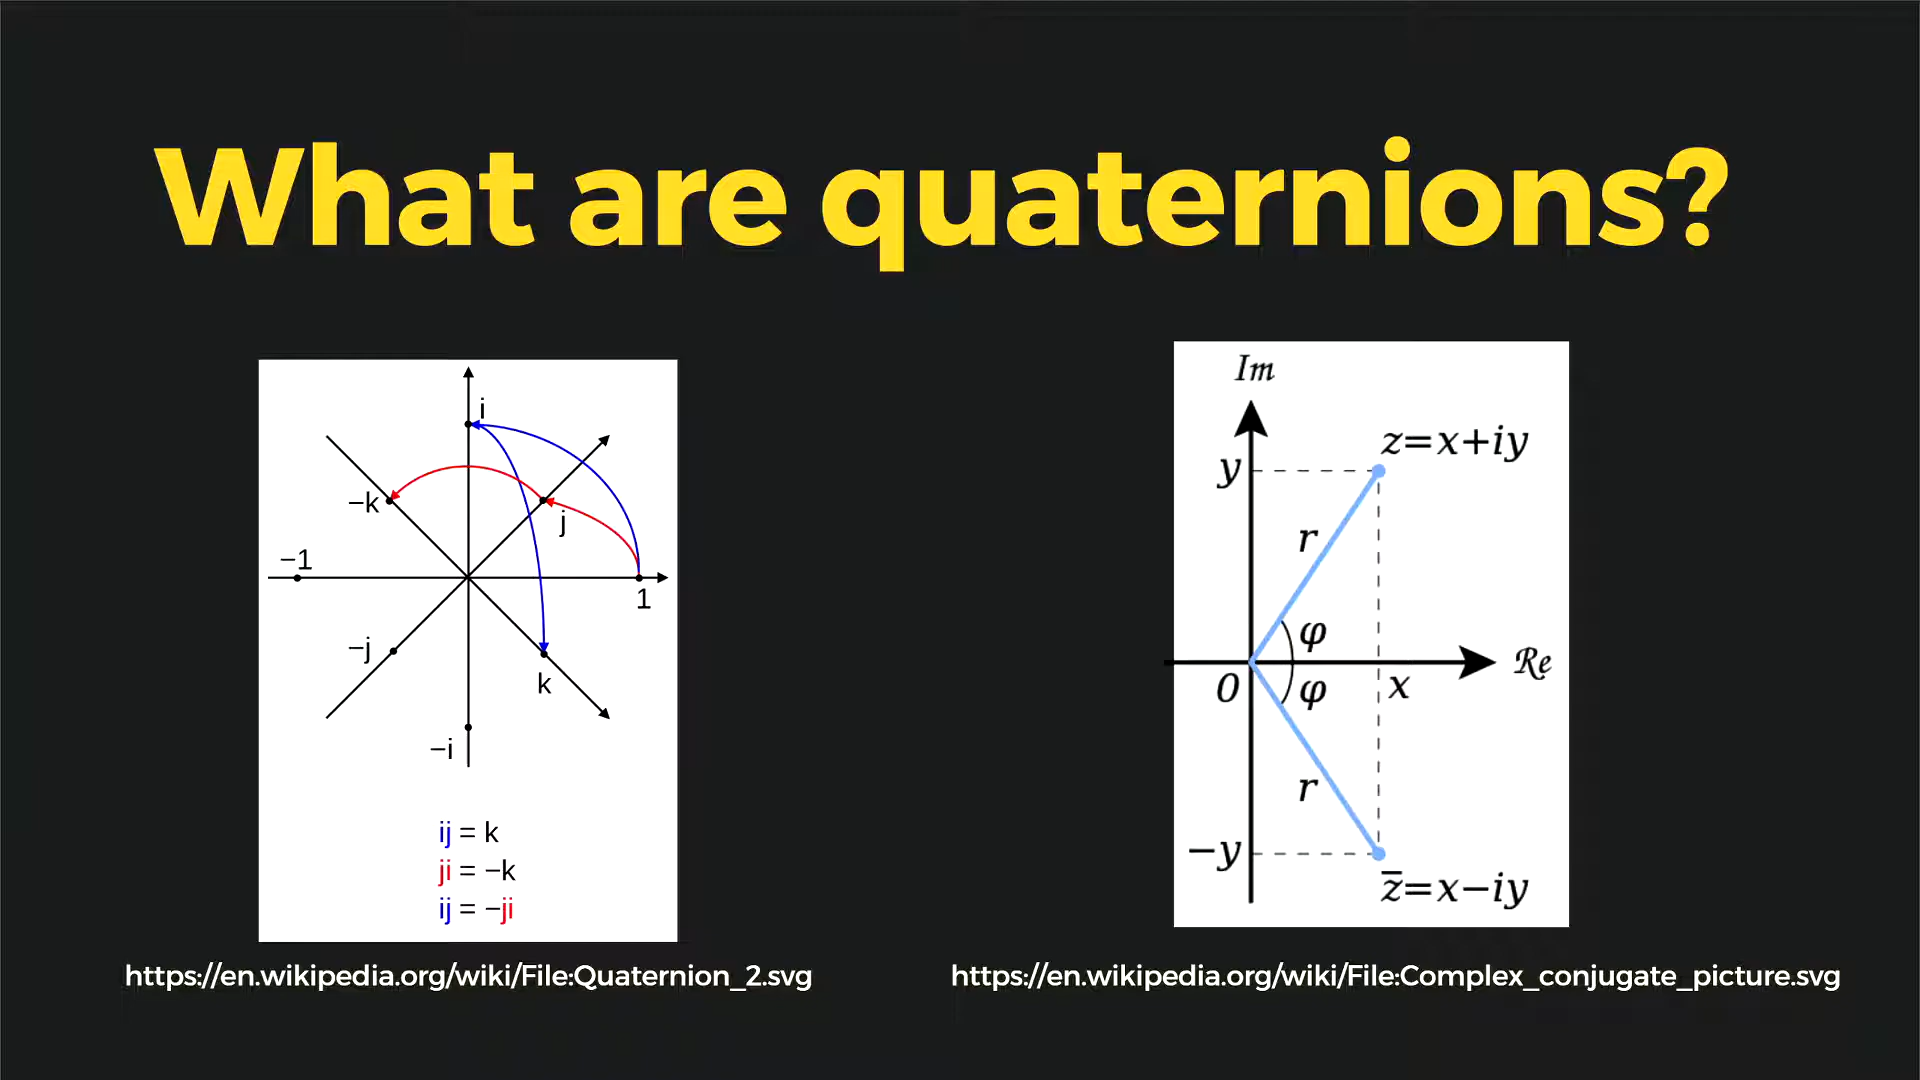 What are quaternions?
i
−k
j
−1
1
−j
k
−i
ij = k
ji = −k
ij = −ji
https://en.wikipedia.org/wiki/File:Quaternion_2.svg
Im
z=x+iy
y
r
φ
Re
0
φ
x
r
−y
z̅=x−iy
https://en.wikipedia.org/wiki/File:Complex_conjugate_picture.svg